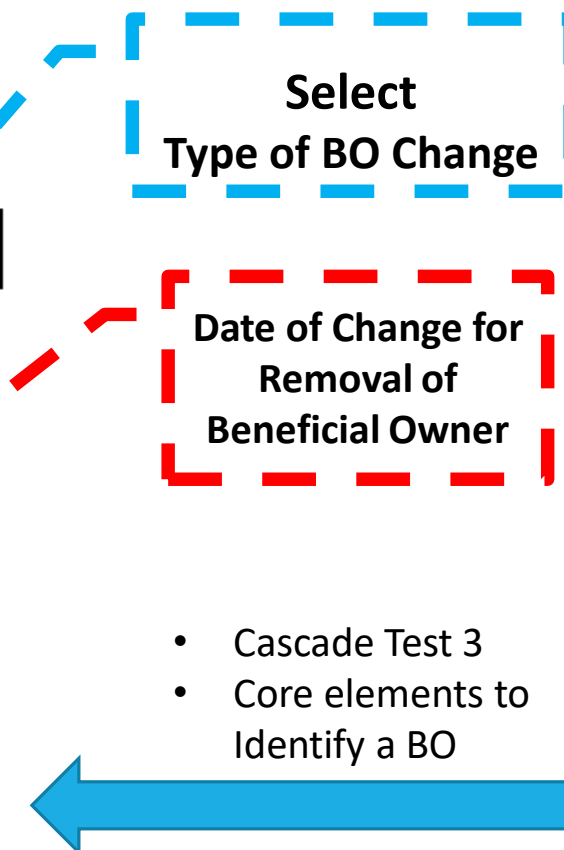 Select
Type of BO Change
Date of Change for
Removal of
Beneficial Owner
• Cascade Test 3
• Core elements to
Identify a BO